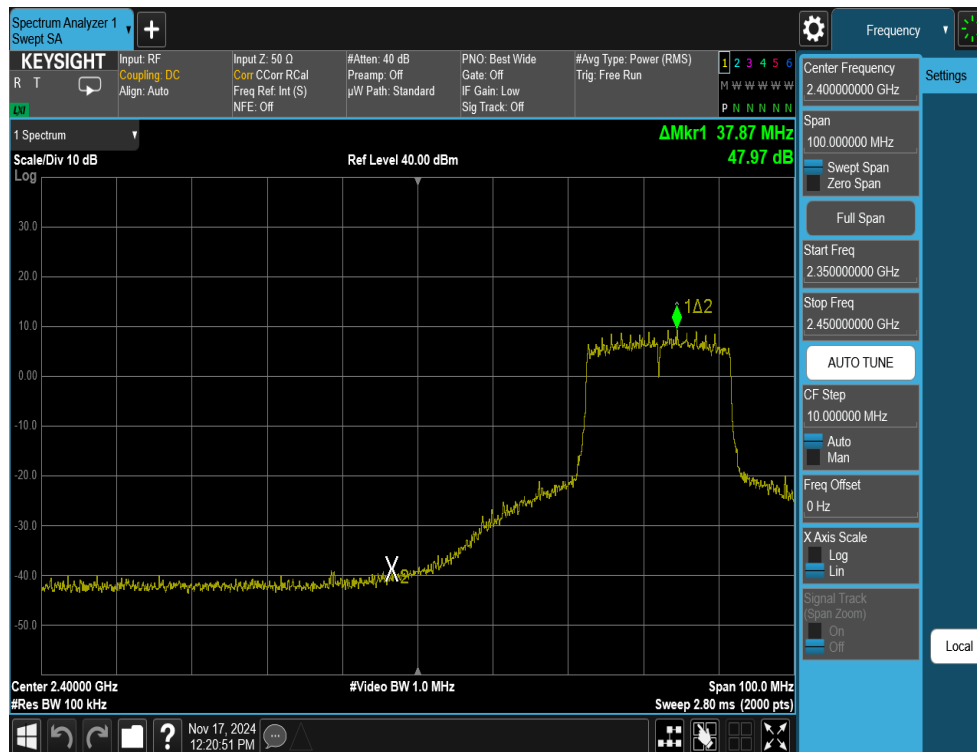 Spectrum Analyzer 1
Swept SA
Frequency
KEYSIGHT
R T
LXI
Input: RF
Coupling: DC
Align: Auto
Input Z: 50 Ω
Corr CCorr RCal
Freq Ref: Int (S)
NFE: Off
#Atten: 40 dB
Preamp: Off
µW Path: Standard
PNO: Best Wide
Gate: Off
IF Gain: Low
Sig Track: Off
#Avg Type: Power (RMS)
Trig: Free Run
1 2 3 4 5 6
M W W W W W
P N N N N N
1 Spectrum
ΔMkr1 37.87 MHz
47.97 dB
Scale/Div 10 dB
Ref Level 40.00 dBm
Log
30.0
20.0
10.0
0.00
-10.0
-20.0
-30.0
-40.0
-50.0
1Δ2
2
Center 2.40000 GHz
#Video BW 1.0 MHz
Span 100.0 MHz
#Res BW 100 kHz
Sweep 2.80 ms (2000 pts)
Center Frequency
2.400000000 GHz
Settings
Span
100.000000 MHz
Swept Span
Zero Span
Full Span
Start Freq
2.350000000 GHz
Stop Freq
2.450000000 GHz
AUTO TUNE
CF Step
10.000000 MHz
Auto
Man
Freq Offset
0 Hz
X Axis Scale
Log
Lin
Signal Track
(Span Zoom)
On
Off
Local
?
Nov 17, 2024
12:20:51 PM